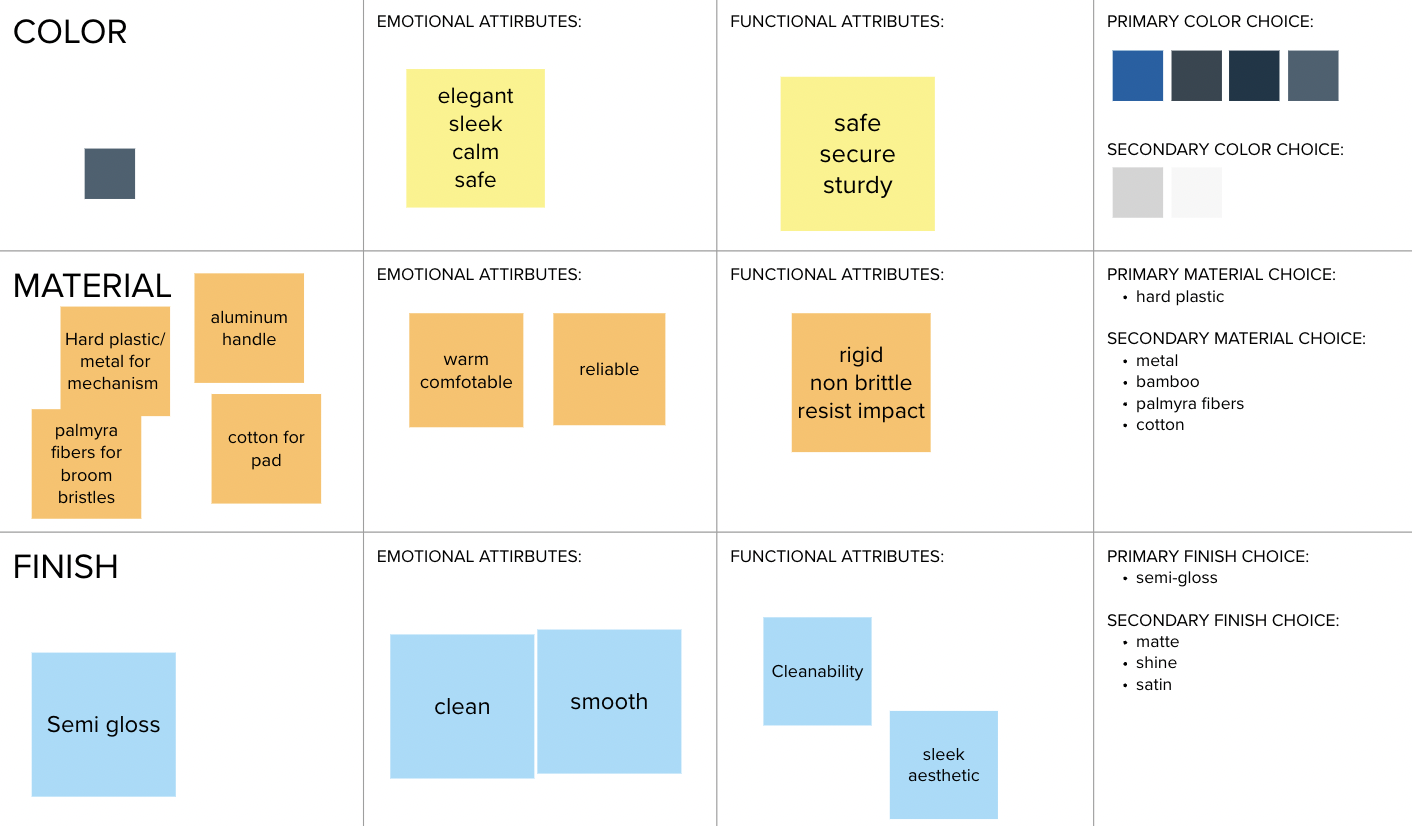 COLOR
EMOTIONAL ATTIRBUTES:
elegant
sleek
calm
safe
FUNCTIONAL ATTRIBUTES:
safe
secure
sturdy
PRIMARY COLOR CHOICE:
SECONDARY COLOR CHOICE:
MATERIAL
Hard plastic/
metal for
mechanism
aluminum
handle
palmyra
fibers for
broom
bristles
cotton for
pad
EMOTIONAL ATTIRBUTES:
warm
comfotable
reliable
FUNCTIONAL ATTRIBUTES:
rigid
non brittle
resist impact
PRIMARY MATERIAL CHOICE:
• hard plastic
SECONDARY MATERIAL CHOICE:
• metal
• bamboo
• palmyra fibers
• cotton
FINISH
Semi gloss
EMOTIONAL ATTIRBUTES:
clean
smooth
FUNCTIONAL ATTRIBUTES:
Cleanability
sleek
aesthetic
PRIMARY FINISH CHOICE:
• semi-gloss
SECONDARY FINISH CHOICE:
• matte
• shine
• satin